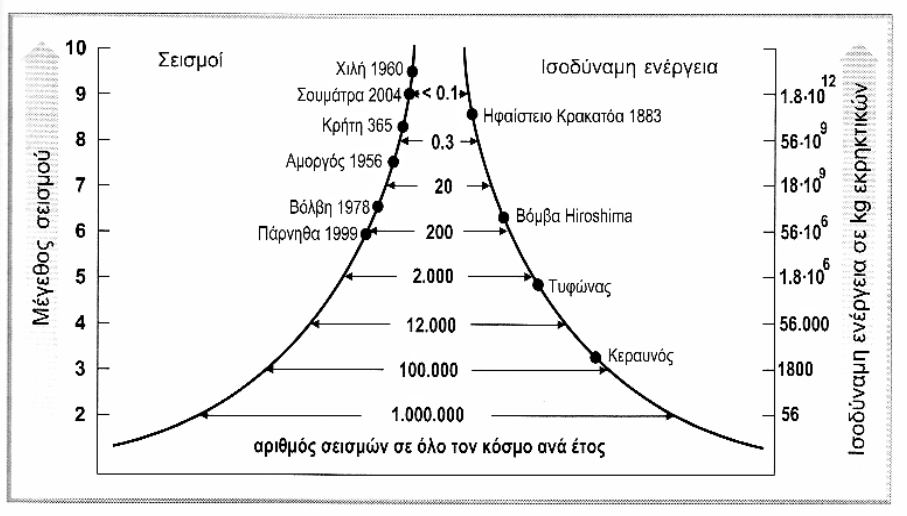 Μέγεθος σεισμού
10
9
8
7
6
5
4
3
2
Σεισμοί
Ισοδύναμη ενέργεια
Χιλή 1960
Σουμάτρα 2004
Κρήτη 365
Αμοργός 1956
Βόλβη 1978
Πάρνηθα 1999
< 0.1
0.3
20
200
2.000
12.000
100.000
1.000.000
αριθμός σεισμών σε όλο τον κόσμο ανά έτος
Ηφαίστειο Κρακατόα 1883
Βόμβα Hiroshima
Τυφώνας
Κεραυνός
1.8·10¹²
56·10⁹
18·10⁹
56·10⁶
1.8·10⁶
56.000
1800
56
Ισοδύναμη ενέργεια σε kg εκρηκτικών